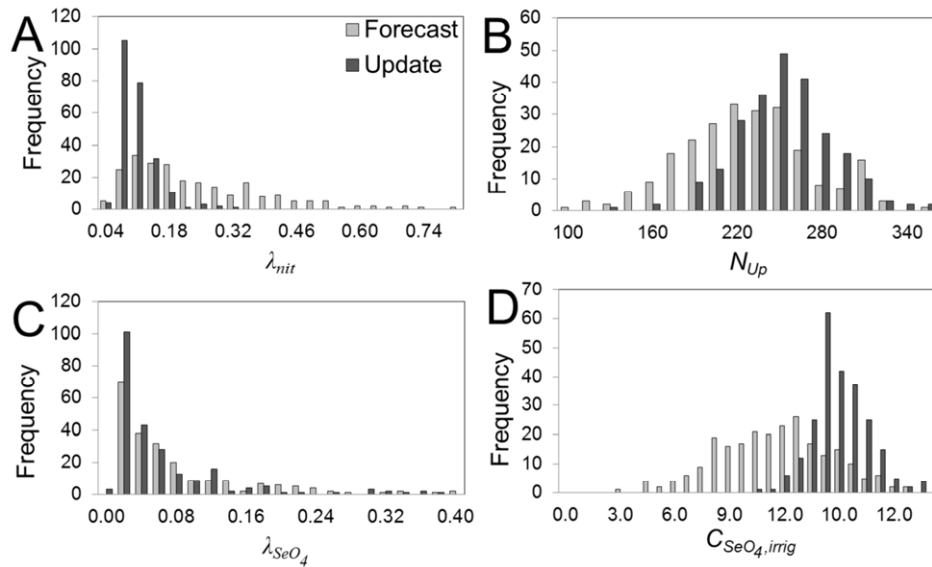 A
Frequency
120
100
80
60
40
20
0
Forecast
Update
0.04 0.18 0.32 0.46 0.60 0.74
λnit
B
Frequency
60
50
40
30
20
10
0
100 160 220 280 340
NUp
C
Frequency
120
100
80
60
40
20
0
0.00 0.08 0.16 0.24 0.32 0.40
λSeO4
D
Frequency
70
60
50
40
30
20
10
0
0.0 3.0 6.0 9.0 12.0 10.0 12.0
CSeO4,irrig